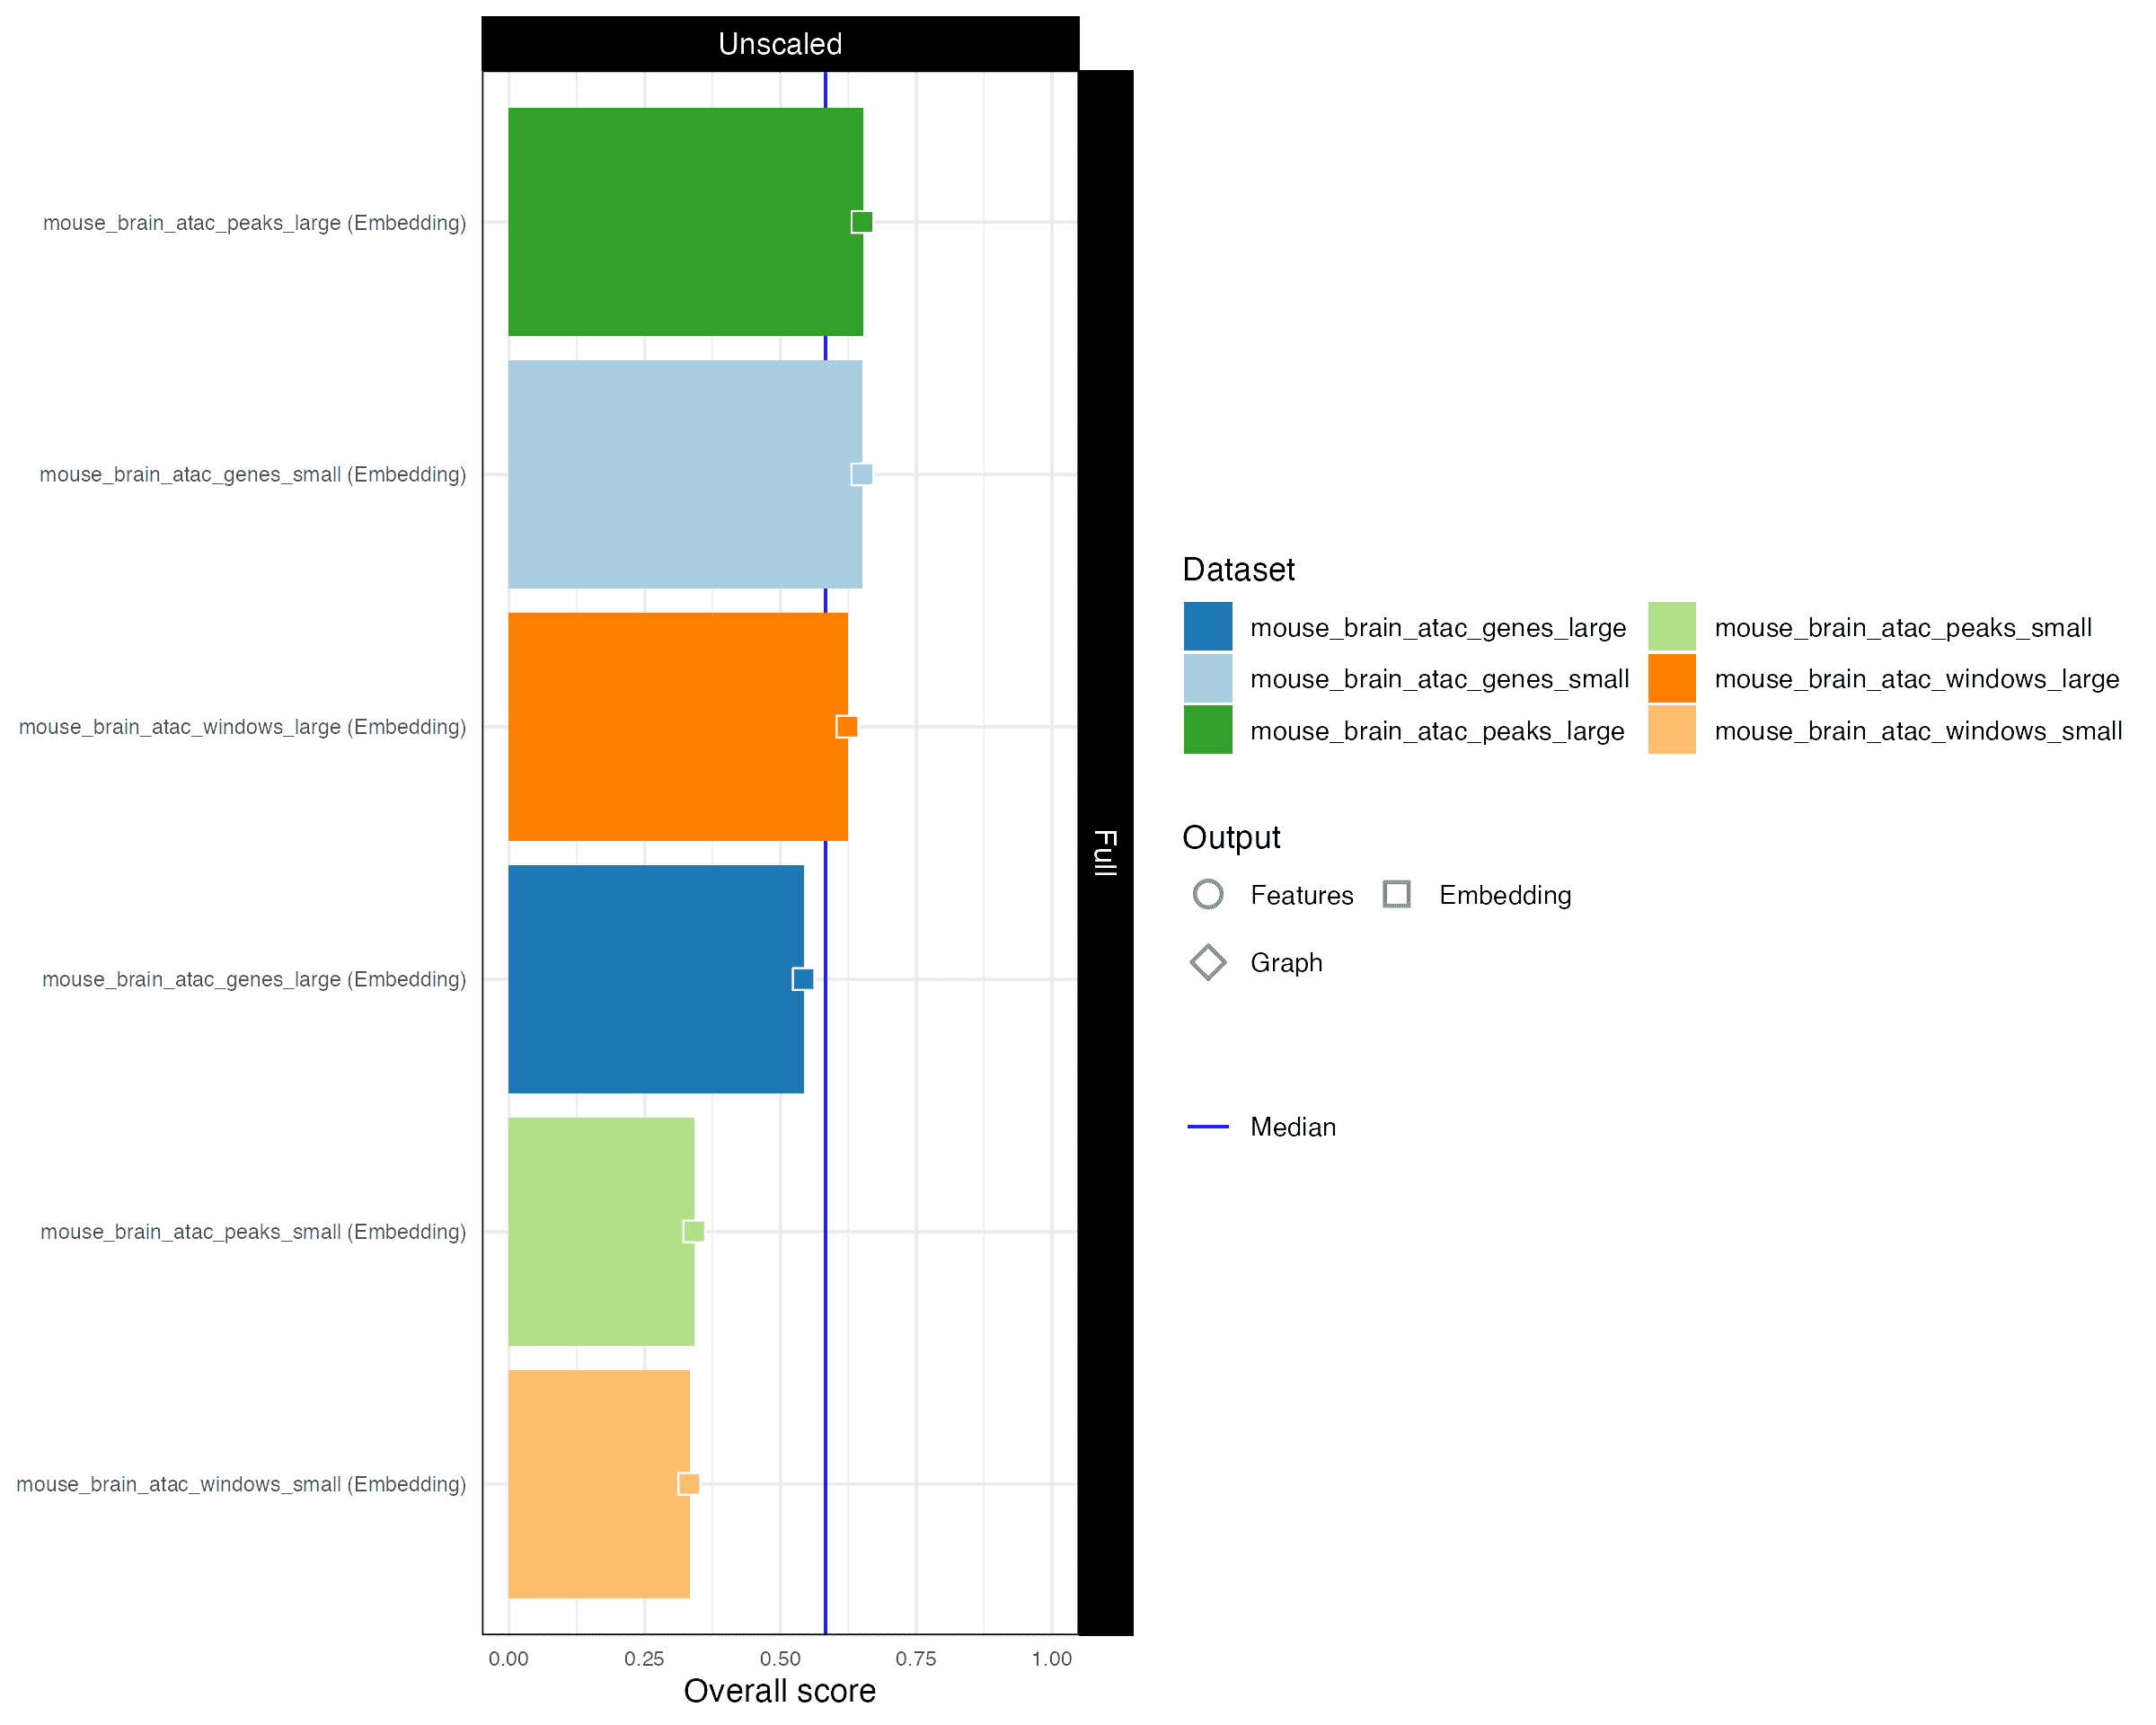 Unscaled
mouse_brain_atac_peaks_large (Embedding)
mouse_brain_atac_genes_small (Embedding)
mouse_brain_atac_windows_large (Embedding)
mouse_brain_atac_genes_large (Embedding)
mouse_brain_atac_peaks_small (Embedding)
mouse_brain_atac_windows_small (Embedding)
0.00 0.25 0.50 0.75 1.00
Overall score
Full
Dataset
mouse_brain_atac_genes_large mouse_brain_atac_peaks_small
mouse_brain_atac_genes_small mouse_brain_atac_windows_large
mouse_brain_atac_peaks_large mouse_brain_atac_windows_small
Output
Features Embedding
Graph
Median